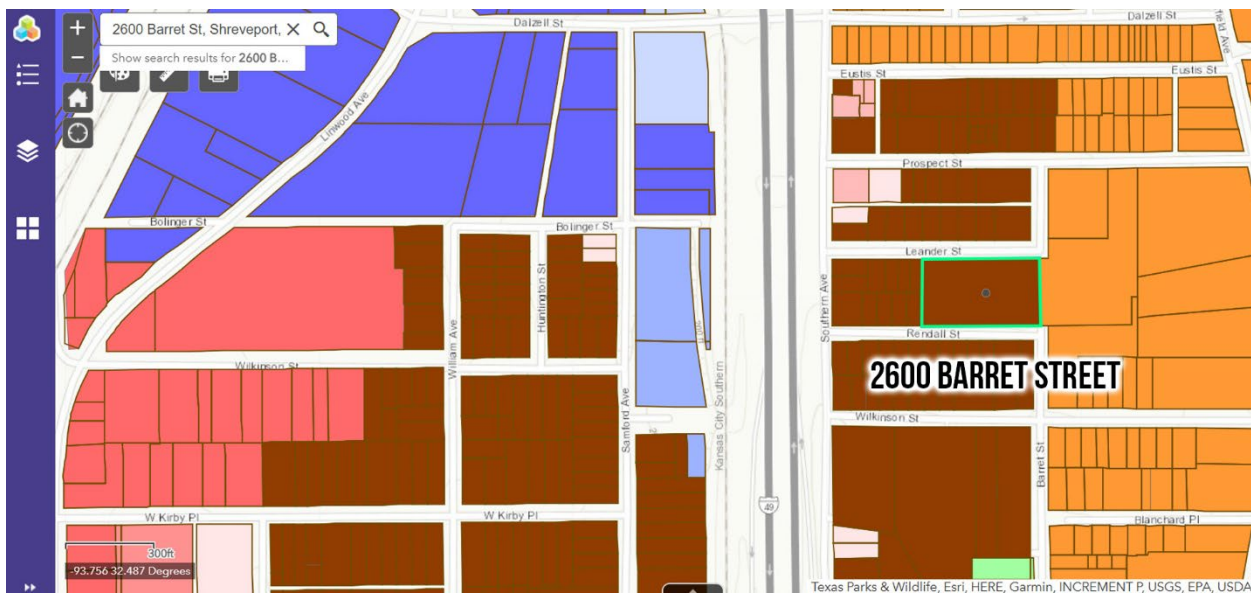 2600 Barret St, Shreveport,
Show search results for 2600 B...
Dalzell St
Dalzell St
Eustis St
Eustis St
Linwood Ave
Prospect St
Bolinger St
Bolinger St
Leander St
Huntington St
Southern Ave
Rendall St
William Ave
Wilkinson St
2600 BARRET STREET
Samford Ave
Kansas City Southern
Wilkinson St
Barret St
W Kirby Pl
W Kirby Pl
49
Blanchard Pl
300ft
-93.756 32.487 Degrees
Texas Parks & Wildlife, Esri, HERE, Garmin, INCREMENT P, USGS, EPA, USDA